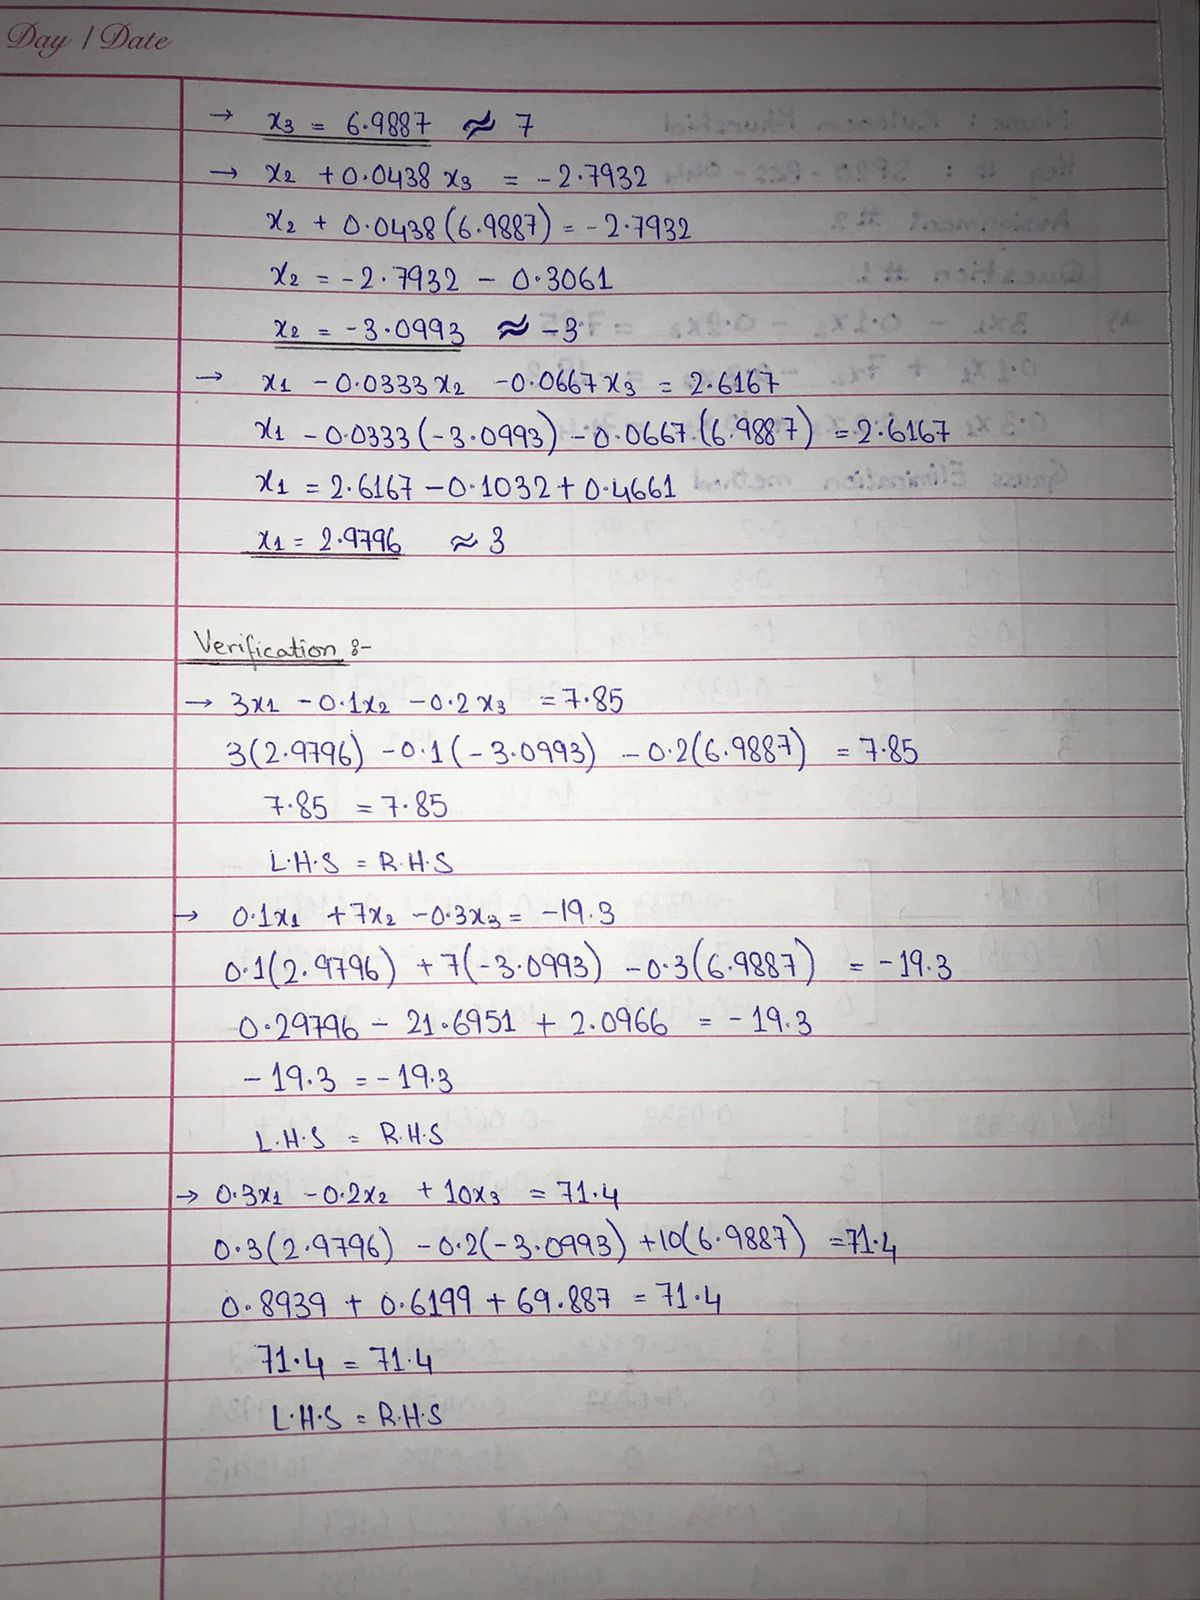 Day / Date
→ x₃ = 6.9887 ≈ 7
→ x₂ + 0.0438 x₃ = -2.7932
x₂ + 0.0438(6.9887) = -2.7932
x₂ = -2.7932 - 0.3061
x₂ = -3.0993 ≈ -3
→ x₁ - 0.0333x₂ - 0.0667x₃ = 2.6167
x₁ - 0.0333(-3.0993) - 0.0667(6.9887) = 2.6167
x₁ = 2.6167 - 0.1032 + 0.4661
x₁ = 2.9796 ≈ 3
Verification :-
→ 3x₁ - 0.1x₂ - 0.2x₃ = 7.85
3(2.9796) - 0.1(-3.0993) - 0.2(6.9887) = 7.85
7.85 = 7.85
L.H.S = R.H.S
→ 0.1x₁ + 7x₂ - 0.3x₃ = -19.3
0.1(2.9796) + 7(-3.0993) - 0.3(6.9887) = -19.3
0.29796 - 21.6951 + 2.0966 = -19.3
-19.3 = -19.3
L.H.S = R.H.S
→ 0.3x₁ - 0.2x₂ + 10x₃ = 71.4
0.3(2.9796) - 0.2(-3.0993) + 10(6.9887) = 71.4
0.8939 + 0.6199 + 69.887 = 71.4
71.4 = 71.4
L.H.S = R.H.S